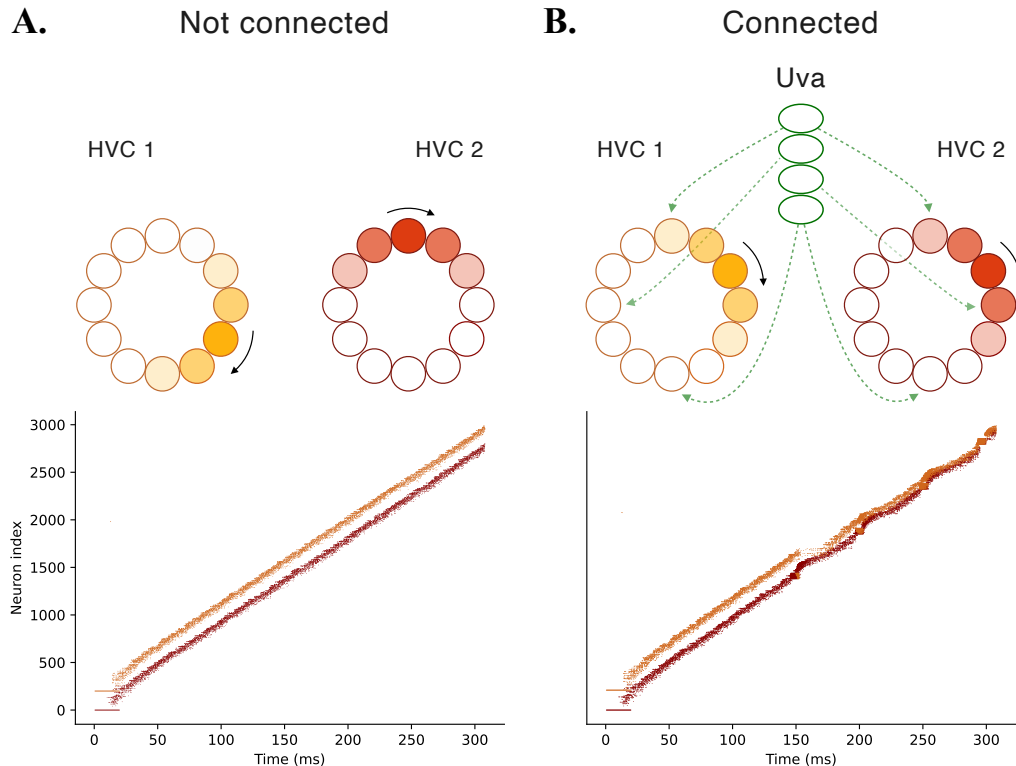 A.
Not connected
HVC 1
HVC 2
3000
2500
2000
1500
1000
500
0
Neuron index
0 50 100 150 200 250 300
Time (ms)
B.
Connected
Uva
HVC 1
HVC 2
0 50 100 150 200 250 300
Time (ms)